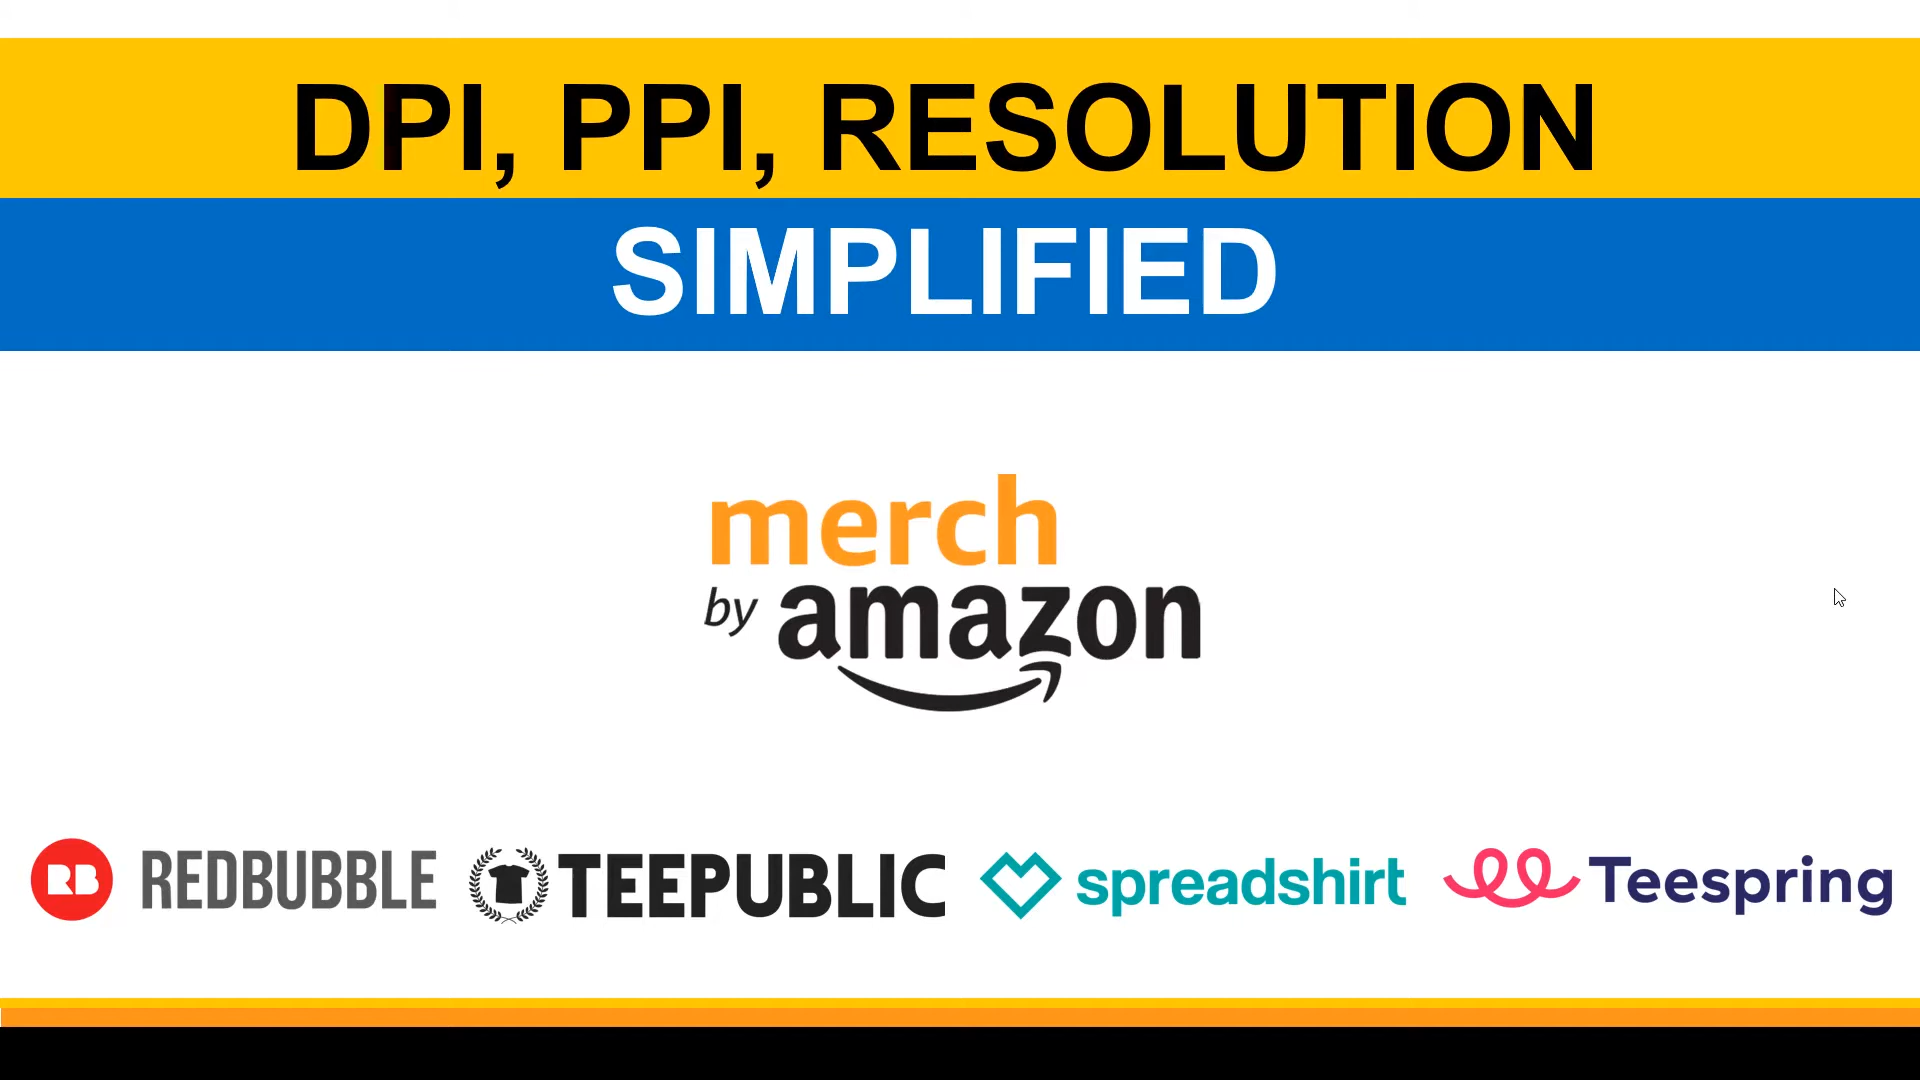 DPI, PPI, RESOLUTION
SIMPLIFIED
merch
by amazon
RB REDBUBBLE TEEPUBLIC spreadshirt Teespring